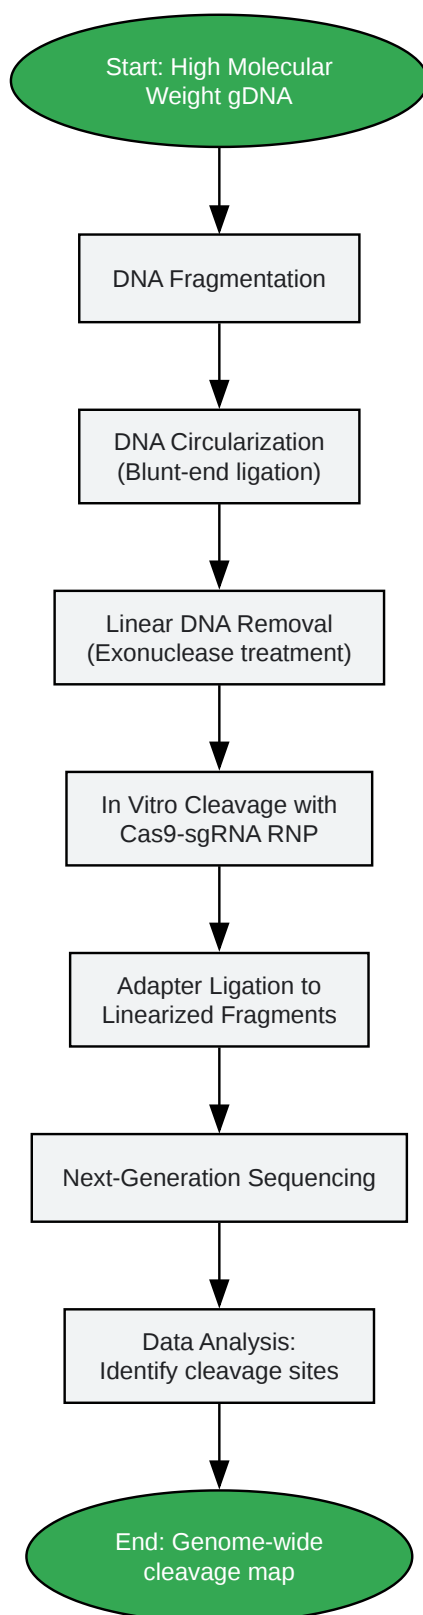 Start: High Molecular
Weight gDNA
DNA Fragmentation
DNA Circularization
(Blunt-end ligation)
Linear DNA Removal
(Exonuclease treatment)
In Vitro Cleavage with
Cas9-sgRNA RNP
Adapter Ligation to
Linearized Fragments
Next-Generation Sequencing
Data Analysis:
Identify cleavage sites
End: Genome-wide
cleavage map